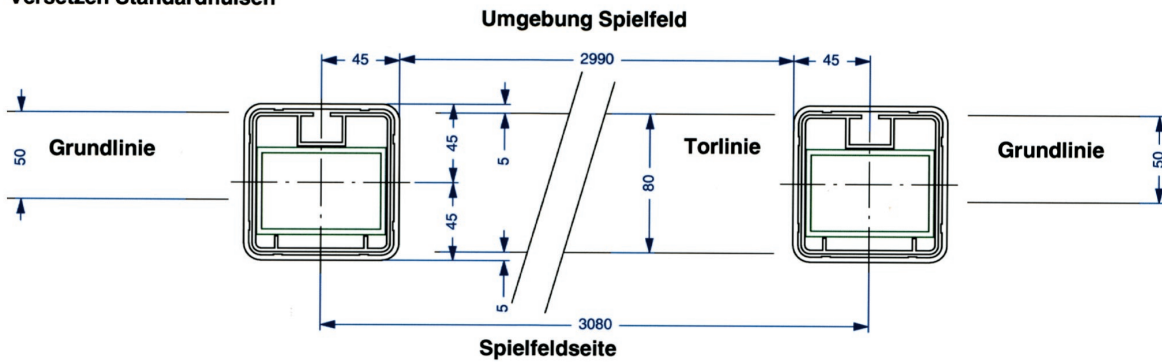 Versetzen Standardhülsen
Umgebung Spielfeld
45
2990
45
50
Grundlinie
45
5
45
5
80
Torlinie
Grundlinie
50
3080
Spielfeldseite